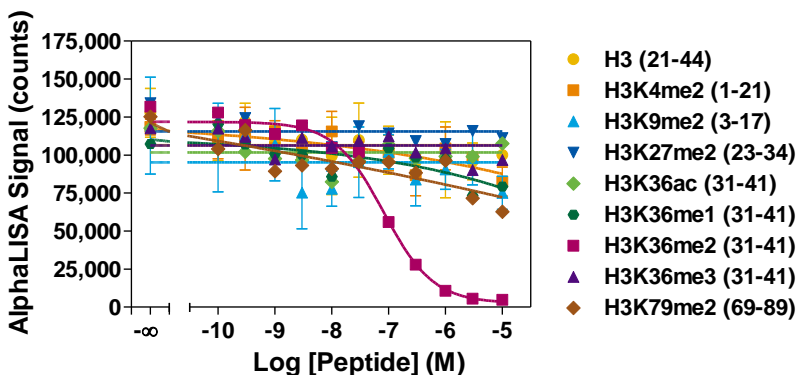 AlphaLISA Signal (counts)
175,000
150,000
125,000
100,000
75,000
50,000
25,000
0
-∞
-10
-9
-8
-7
-6
-5
Log [Peptide] (M)
H3 (21-44)
H3K4me2 (1-21)
H3K9me2 (3-17)
H3K27me2 (23-34)
H3K36ac (31-41)
H3K36me1 (31-41)
H3K36me2 (31-41)
H3K36me3 (31-41)
H3K79me2 (69-89)